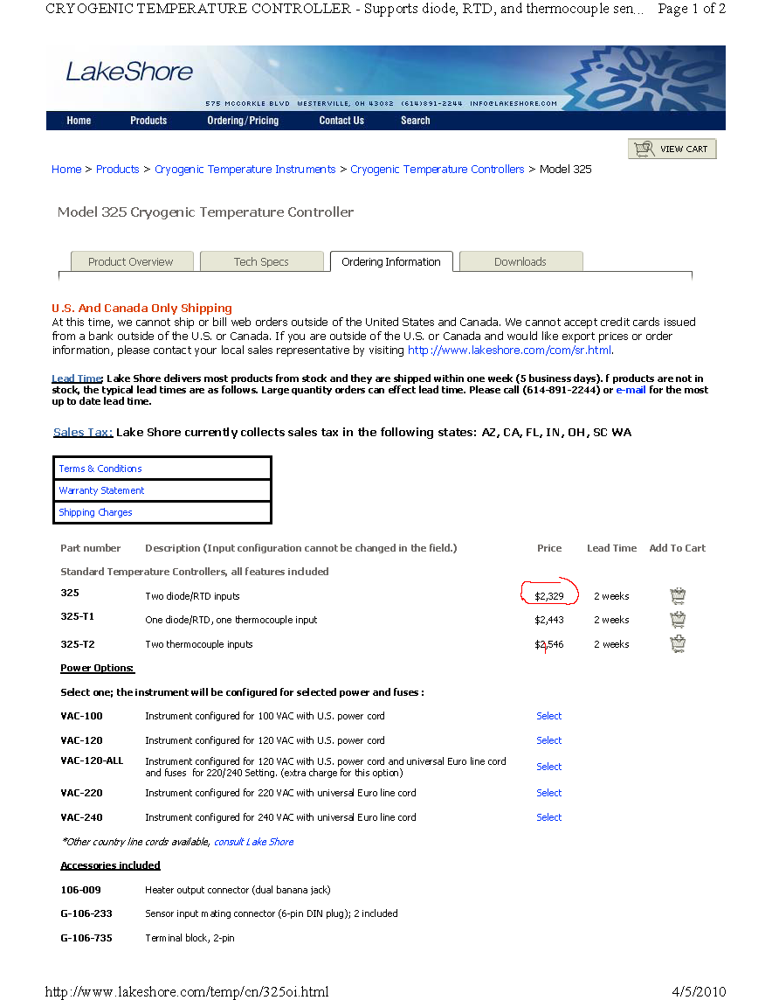 CRYOGENIC TEMPERATURE CONTROLLER - Supports diode, RTD, and thermocouple sen... Page 1 of 2
LakeShore
575 MCCORKLE BLVD WESTERVILLE, OH 43082 (614)891-2244 INFO@LAKESHORE.COM
Home Products Ordering/Pricing Contact Us Search
VIEW CART
Home > Products > Cryogenic Temperature Instruments > Cryogenic Temperature Controllers > Model 325
Model 325 Cryogenic Temperature Controller
Product Overview Tech Specs Ordering Information Downloads
U.S. And Canada Only Shipping
At this time, we cannot ship or bill web orders outside of the United States and Canada. We cannot accept credit cards issued
from a bank outside of the U.S. or Canada. If you are outside of the U.S. or Canada and would like export prices or order
information, please contact your local sales representative by visiting http://www.lakeshore.com/com/sr.html.
Lead Time: Lake Shore delivers most products from stock and they are shipped within one week (5 business days). f products are not in
stock, the typical lead times are as follows. Large quantity orders can effect lead time. Please call (614-891-2244) or e-mail for the most
up to date lead time.
Sales Tax: Lake Shore currently collects sales tax in the following states: AZ, CA, FL, IN, OH, SC WA
Terms & Conditions
Warranty Statement
Shipping Charges
Part number Description (Input configuration cannot be changed in the field.) Price Lead Time Add To Cart
Standard Temperature Controllers, all features included
325 Two diode/RTD inputs $2,329 2 weeks
325-T1 One diode/RTD, one thermocouple input $2,443 2 weeks
325-T2 Two thermocouple inputs $2,546 2 weeks
Power Options:
Select one; the instrument will be configured for selected power and fuses :
VAC-100 Instrument configured for 100 VAC with U.S. power cord Select
VAC-120 Instrument configured for 120 VAC with U.S. power cord Select
VAC-120-ALL Instrument configured for 120 VAC with U.S. power cord and universal Euro line cord
and fuses for 220/240 Setting. (extra charge for this option) Select
VAC-220 Instrument configured for 220 VAC with universal Euro line cord Select
VAC-240 Instrument configured for 240 VAC with universal Euro line cord Select
*Other country line cords available, consult Lake Shore
Accessories included
106-009 Heater output connector (dual banana jack)
G-106-233 Sensor input mating connector (6-pin DIN plug); 2 included
G-106-735 Terminal block, 2-pin
http://www.lakeshore.com/temp/cn/325oi.html 4/5/2010